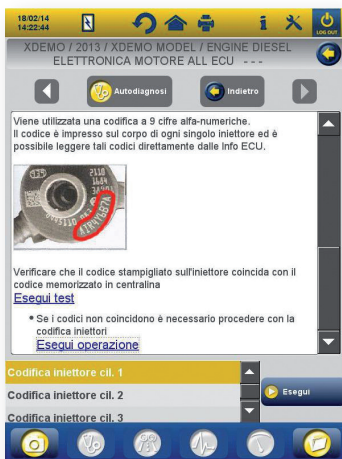 18/02/14
14:22:44
i
LOG OUT
XDEMO / 2013 / XDEMO MODEL / ENGINE DIESEL
ELETTRONICA MOTORE ALL ECU - - -
Autodiagnosi
Indietro
Viene utilizzata una codifica a 9 cifre alfa-numeriche.
Il codice è impresso sul corpo di ogni singolo iniettore ed è
possibile leggere tali codici direttamente dalle Info ECU.
Verificare che il codice stampigliato sull'iniettore coincida con il
codice memorizzato in centralina
Esegui test
• Se i codici non coincidono è necessario procedere con la
codifica iniettori
Esegui operazione
Codifica iniettore cil. 1
Codifica iniettore cil. 2
Codifica iniettore cil. 3
Esegui